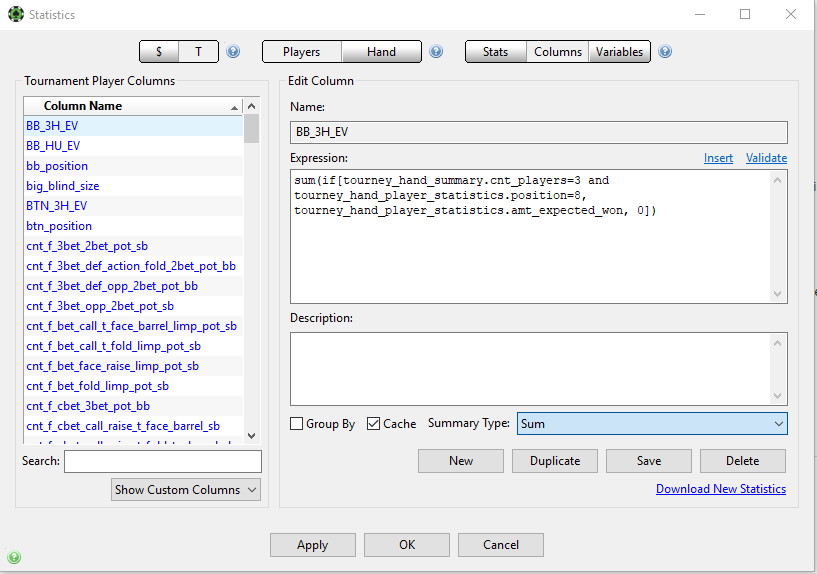 Statistics
$ T Players Hand Stats Columns Variables
Tournament Player Columns
Column Name
BB_3H_EV
BB_HU_EV
bb_position
big_blind_size
BTN_3H_EV
btn_position
cnt_f_3bet_2bet_pot_sb
cnt_f_3bet_def_action_fold_2bet_pot_bb
cnt_f_3bet_def_opp_2bet_pot_bb
cnt_f_3bet_opp_2bet_pot_sb
cnt_f_bet_call_t_face_barrel_limp_pot_sb
cnt_f_bet_call_t_fold_limp_pot_sb
cnt_f_bet_face_raise_limp_pot_sb
cnt_f_bet_fold_limp_pot_sb
cnt_f_cbet_3bet_pot_bb
cnt_f_cbet_call_raise_t_face_barrel_sb
Search:
Show Custom Columns
Edit Column
Name:
BB_3H_EV
Expression: Insert Validate
sum(if[tourney_hand_summary.cnt_players=3 and
tourney_hand_player_statistics.position=8,
tourney_hand_player_statistics.amt_expected_won, 0])
Description:
Group By Cache Summary Type: Sum
New Duplicate Save Delete
Download New Statistics
Apply OK Cancel